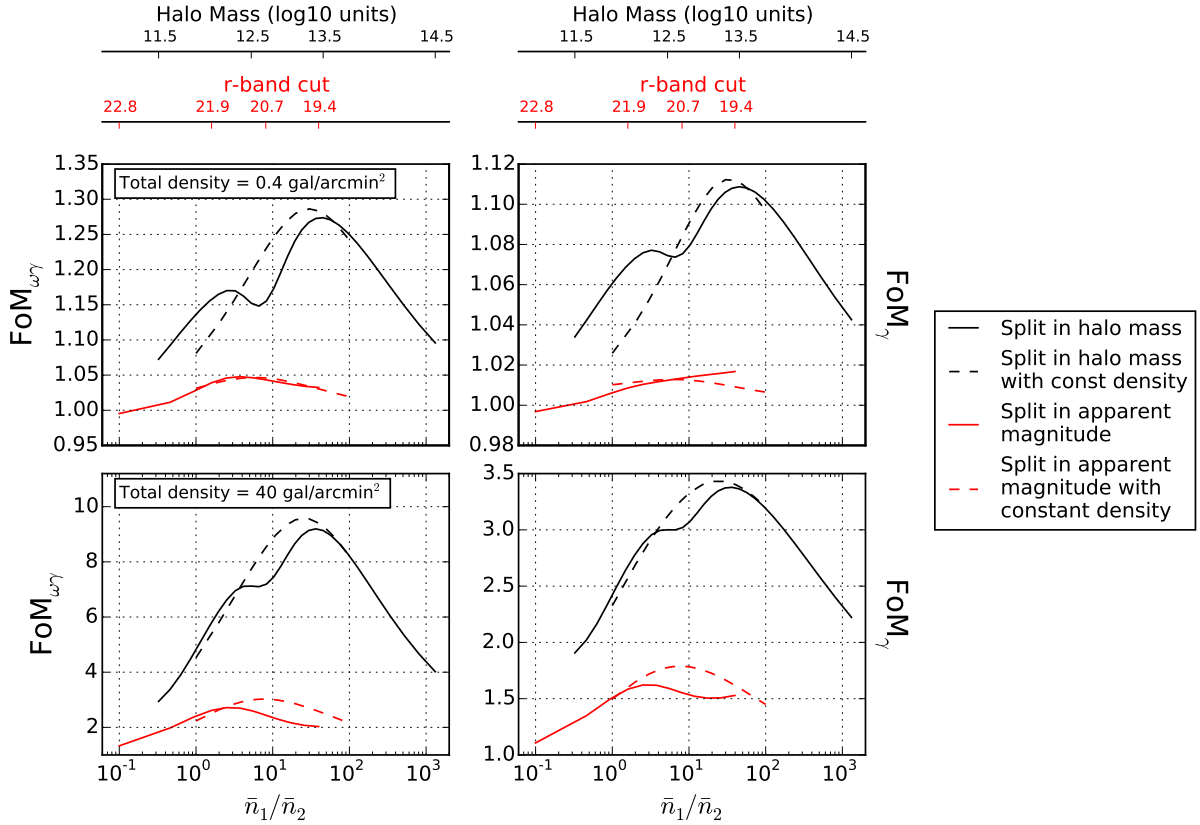 Halo Mass (log10 units)
11.5 12.5 13.5 14.5
r-band cut
22.8 21.9 20.7 19.4
Halo Mass (log10 units)
11.5 12.5 13.5 14.5
r-band cut
22.8 21.9 20.7 19.4
Total density = 0.4 gal/arcmin²
1.35
1.30
1.25
1.20
1.15
1.10
1.05
1.00
0.95
FoM_ωγ
1.12
1.10
1.08
1.06
1.04
1.02
1.00
0.98
FoM_γ
Total density = 40 gal/arcmin²
10
8
6
4
2
FoM_ωγ
10⁻¹ 10⁰ 10¹ 10² 10³
n̄₁/n̄₂
3.5
3.0
2.5
2.0
1.5
1.0
FoM_γ
10⁻¹ 10⁰ 10¹ 10² 10³
n̄₁/n̄₂
Split in halo mass
Split in halo mass
with const density
Split in apparent
magnitude
Split in apparent
magnitude with
constant density